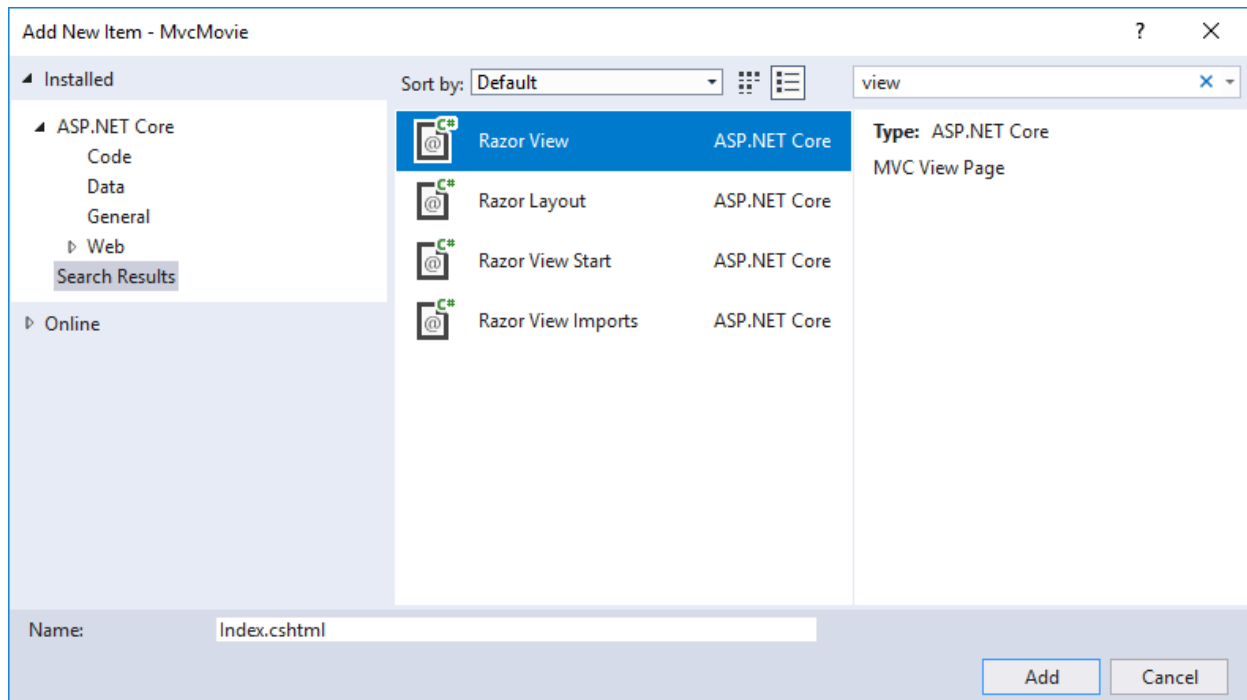 Add New Item - MvcMovie
?
Installed
Sort by: Default
view
ASP.NET Core
Code
Data
General
Web
Search Results
Online
C# @ Razor View ASP.NET Core
C# @ Razor Layout ASP.NET Core
C# @ Razor View Start ASP.NET Core
C# @ Razor View Imports ASP.NET Core
Type: ASP.NET Core
MVC View Page
Name: Index.cshtml
Add Cancel